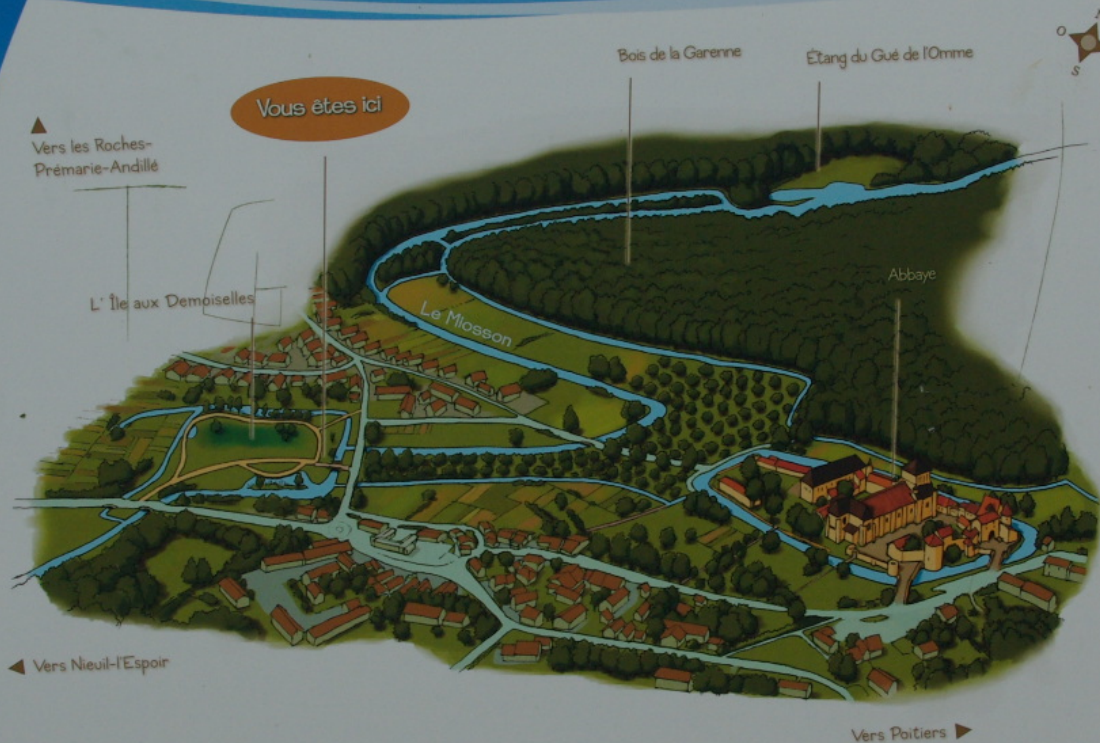 Bois de la Garenne
Étang du Gué de l'Omme
O
S
Vous êtes ici
Vers les Roches-
Prémarie-Andillé
Abbaye
L' Île aux Demoiselles
Le Miosson
Vers Nieuil-l'Espoir
Vers Poitiers